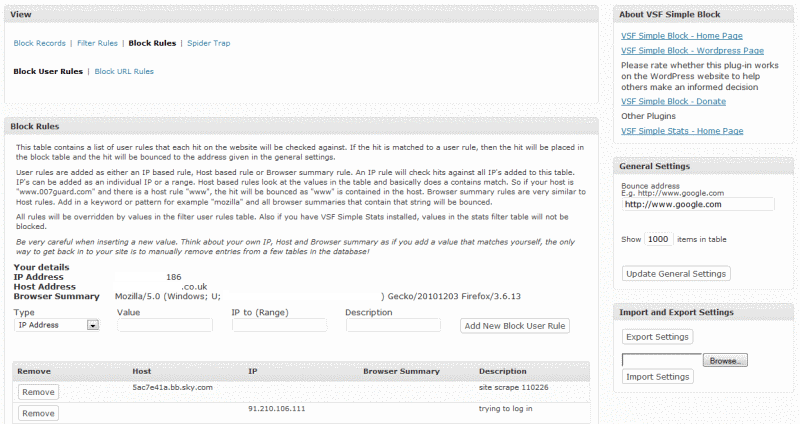 View
Block Records | Filter Rules | Block Rules | Spider Trap
Block User Rules | Block URL Rules
Block Rules
This table contains a list of user rules that each hit on the website will be checked against. If the hit is matched to a user rule, then the hit will be placed in
the block table and the hit will be bounced to the address given in the general settings.
User rules are added as either an IP based rule, Host based rule or Browser summary rule. An IP rule will check hits against all IP's added to this table.
IP's can be added as an individual IP or a range. Host based rules look at the values in the table and basically does a contains match. So if your host is
"www.007guard.com" and there is a host rule "www", the hit will be bounced as "www" is contained in the host. Browser summary rules are very similar to
Host rules. Add in a keyword or pattern for example "mozilla" and all browser summaries that contain that string will be bounced.
All rules will be overridden by values in the filter user rules table. Also if you have VSF Simple Stats installed, values in the stats filter table will not be
blocked.
Be very careful when inserting a new value. Think about your own IP, Host and Browser summary as if you add a value that matches yourself, the only
way to get back in to your site is to manually remove entries from a few tables in the database!
Your details
IP Address 186
Host Address .co.uk
Browser Summary Mozilla/5.0 (Windows; U; ) Gecko/20101203 Firefox/3.6.13
Type Value IP to (Range) Description
IP Address Add New Block User Rule
Remove Host IP Browser Summary Description
Remove 5ac7e41a.bb.sky.com site scrape 110226
Remove 91.210.106.111 trying to log in
About VSF Simple Block
VSF Simple Block - Home Page
VSF Simple Block - Wordpress Page
Please rate whether this plug-in works
on the WordPress website to help
others make an informed decision
VSF Simple Block - Donate
Other Plugins
VSF Simple Stats - Home Page
General Settings
Bounce address
E.g. http://www.google.com
http://www.google.com
Show 1000 items in table
Update General Settings
Import and Export Settings
Export Settings
Browse...
Import Settings